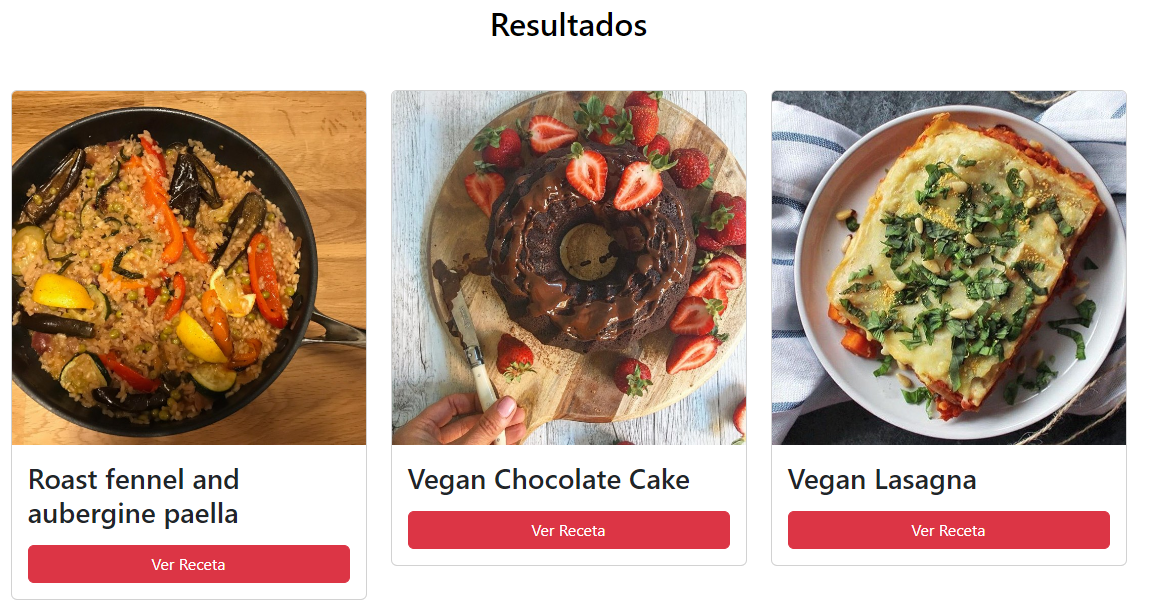 Resultados
Roast fennel and
aubergine paella
Ver Receta
Vegan Chocolate Cake
Ver Receta
Vegan Lasagna
Ver Receta